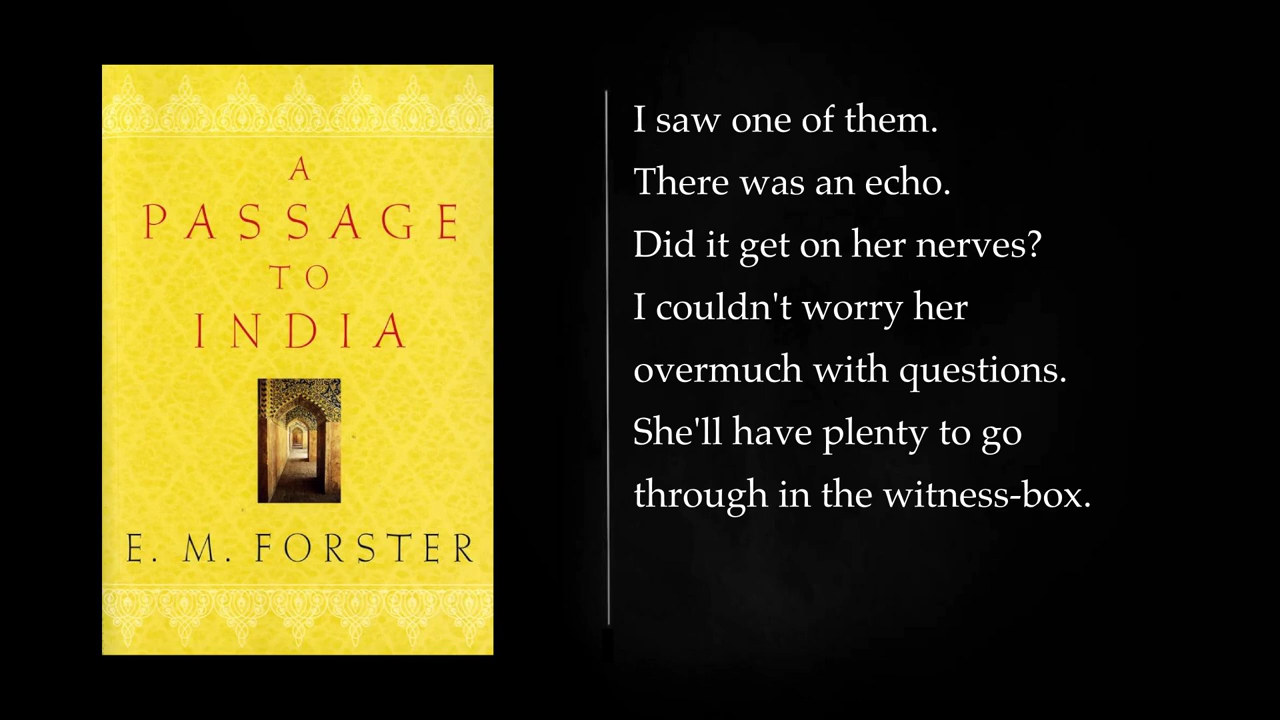 A
PASSAGE
TO
INDIA
E. M. FORSTER
I saw one of them.
There was an echo.
Did it get on her nerves?
I couldn't worry her
overmuch with questions.
She'll have plenty to go
through in the witness-box.